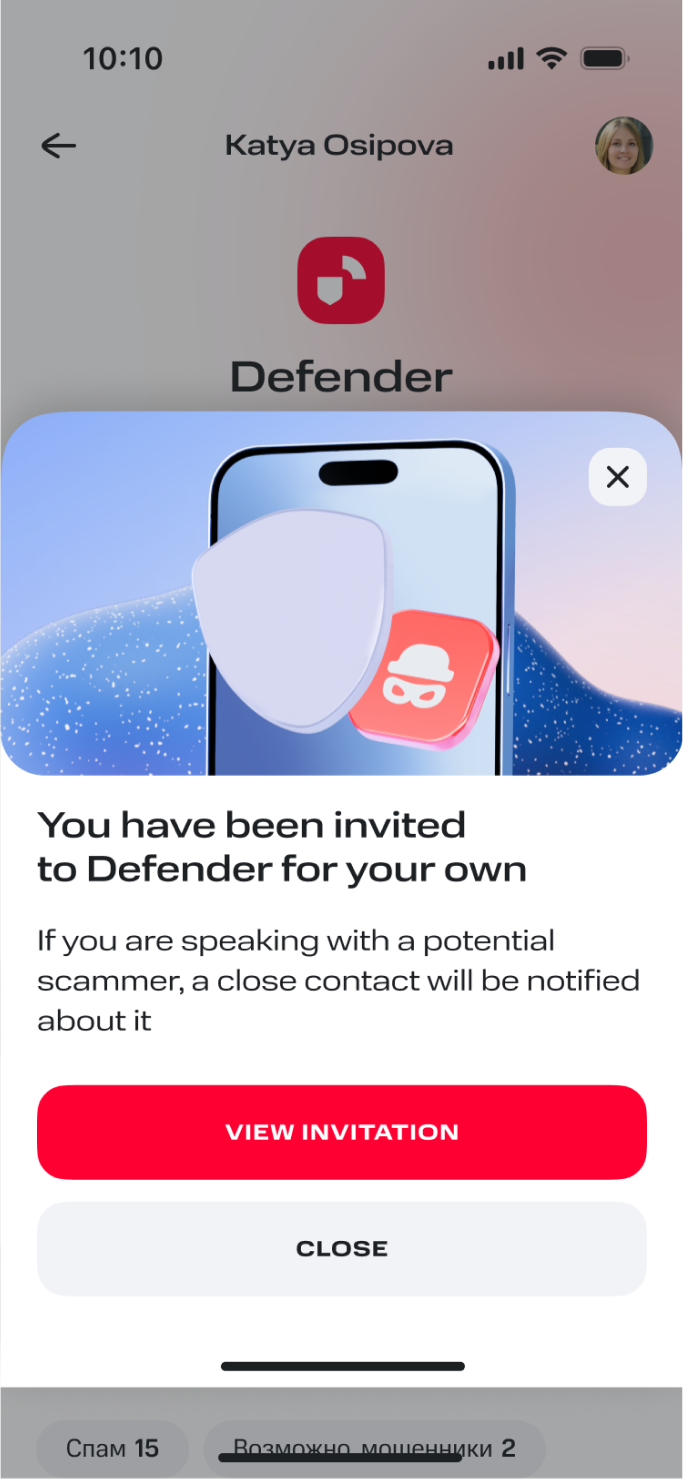 10:10
Katya Osipova
Defender
You have been invited
to Defender for your own
If you are speaking with a potential
scammer, a close contact will be notified
about it
VIEW INVITATION
CLOSE
Спам 15
Возможно, мошенники 2